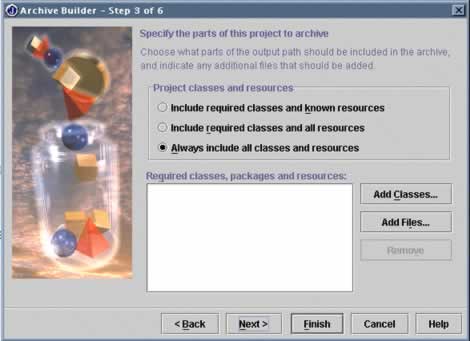 Archive Builder - Step 3 of 6
Specify the parts of this project to archive
Choose what parts of the output path should be included in the archive,
and indicate any additional files that should be added.
Project classes and resources
Include required classes and known resources
Include required classes and all resources
Always include all classes and resources
Required classes, packages and resources:
Add Classes...
Add Files...
Remove
< Back Next > Finish Cancel Help